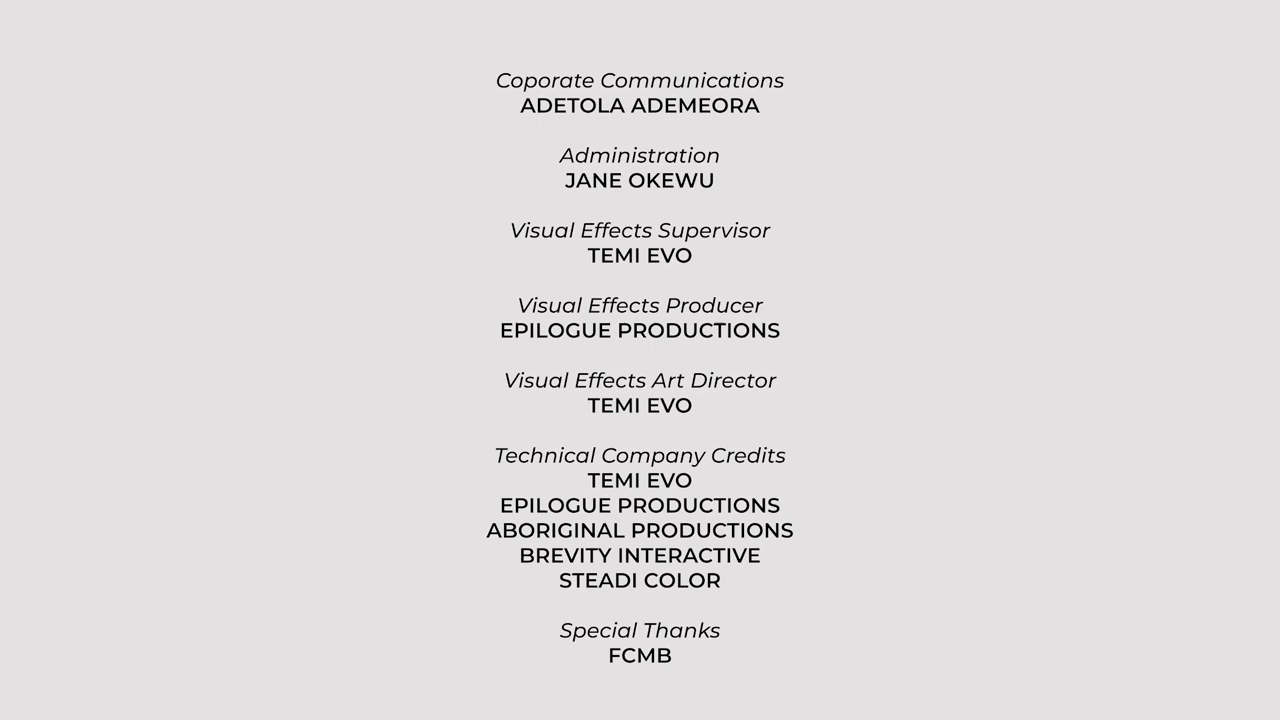 Coporate Communications
ADETOLA ADEMEORA
Administration
JANE OKEWU
Visual Effects Supervisor
TEMI EVO
Visual Effects Producer
EPILOGUE PRODUCTIONS
Visual Effects Art Director
TEMI EVO
Technical Company Credits
TEMI EVO
EPILOGUE PRODUCTIONS
ABORIGINAL PRODUCTIONS
BREVITY INTERACTIVE
STEADI COLOR
Special Thanks
FCMB